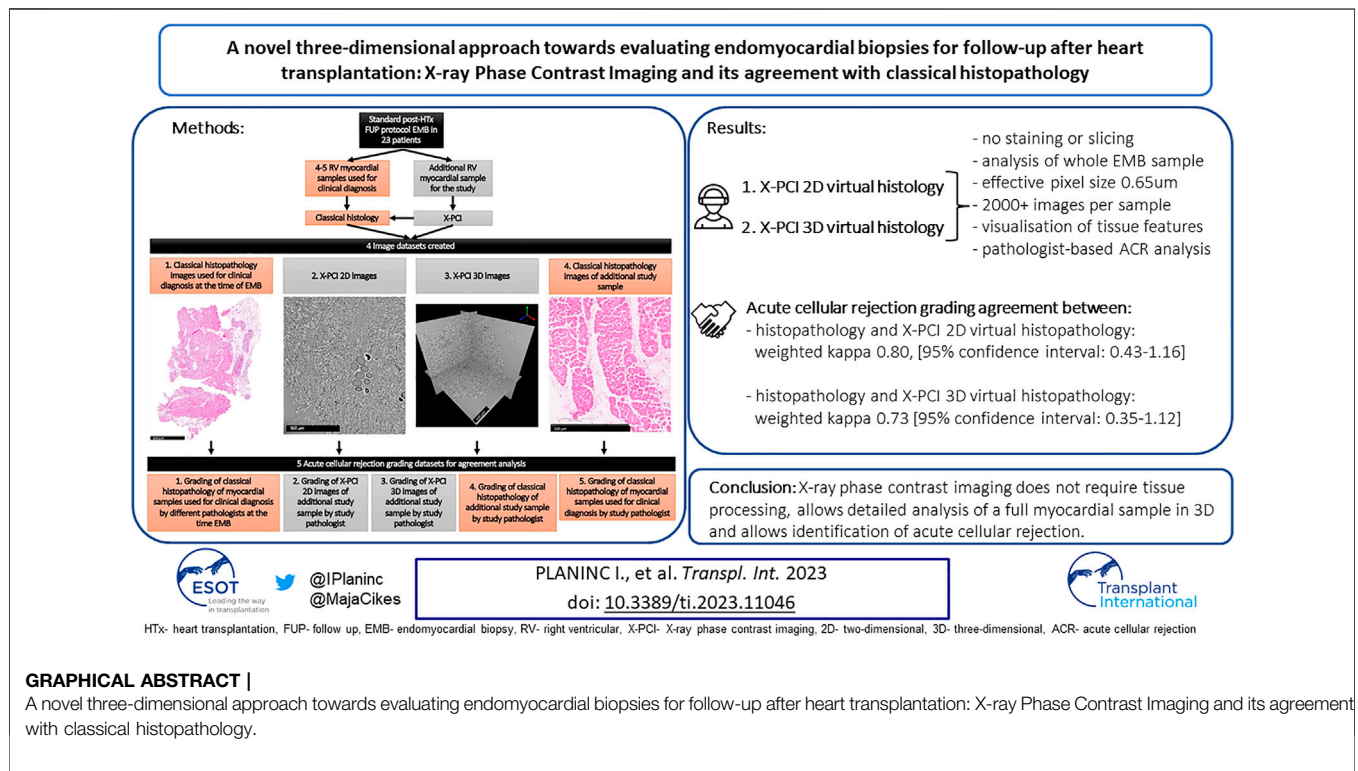 A novel three-dimensional approach towards evaluating endomyocardial biopsies for follow-up after heart
transplantation: X-ray Phase Contrast Imaging and its agreement with classical histopathology
Methods:
Standard post-HTx
FUP protocol EMB in
23 patients
4-5 RV myocardial
samples used for
clinical diagnosis
Additional RV
myocardial sample
for the study
Classical histology
X-PCI
4 Image datasets created
1. Classical histopathology
images used for clinical
diagnosis at the time of EMB
2. X-PCI 2D Images
3. X-PCI 3D Images
4. Classical histopathology
images of additional study
sample
500 µm
500 µm
5 Acute cellular rejection grading datasets for agreement analysis
1. Grading of classical
histopathology of myocardial
samples used for clinical diagnosis
by different pathologists at the
time EMB
2. Grading of X-PCI
2D Images of
additional study
sample by study
pathologist
3. Grading of X-PCI
3D Images of
additional study
sample by study
pathologist
4. Grading of classical
histopathology of
additional study sample
by study pathologist
5. Grading of classical
histopathology of myocardial
samples used for clinical
diagnosis by study pathologist
Results:
1. X-PCI 2D virtual histology
2. X-PCI 3D virtual histology
- no staining or slicing
- analysis of whole EMB sample
- effective pixel size 0.65um
- 2000+ images per sample
- visualisation of tissue features
- pathologist-based ACR analysis
Acute cellular rejection grading agreement between:
- histopathology and X-PCI 2D virtual histopathology:
weighted kappa 0.80, [95% confidence interval: 0.43-1.16]
- histopathology and X-PCI 3D virtual histopathology:
weighted kappa 0.73 [95% confidence interval: 0.35-1.12]
Conclusion: X-ray phase contrast imaging does not require tissue
processing, allows detailed analysis of a full myocardial sample in 3D
and allows identification of acute cellular rejection.
ESOT
Leading the way
in transplantation
@IPlaninc
@MajaCikes
PLANINC I., et al. Transpl. Int. 2023
doi: 10.3389/ti.2023.11046
Transplant
International
HTx- heart transplantation, FUP- follow up, EMB- endomyocardial biopsy, RV- right ventricular, X-PCI- X-ray phase contrast imaging, 2D- two-dimensional, 3D- three-dimensional, ACR- acute cellular rejection
GRAPHICAL ABSTRACT |
A novel three-dimensional approach towards evaluating endomyocardial biopsies for follow-up after heart transplantation: X-ray Phase Contrast Imaging and its agreement
with classical histopathology.